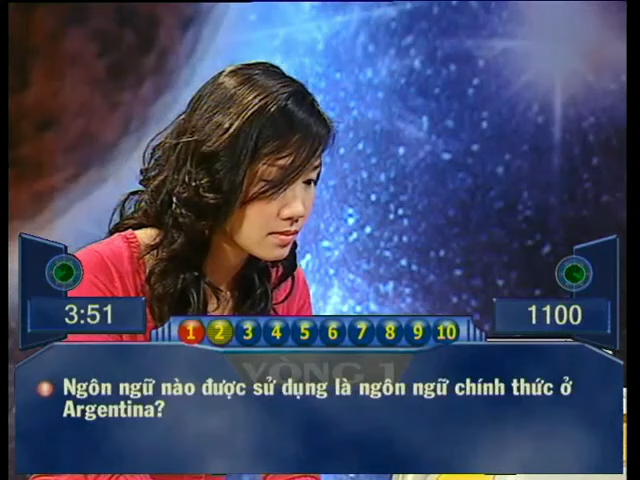 3:51
1100
1 2 3 4 5 6 7 8 9 10
VÒNG 1
Ngôn ngữ nào được sử dụng là ngôn ngữ chính thức ở
Argentina?